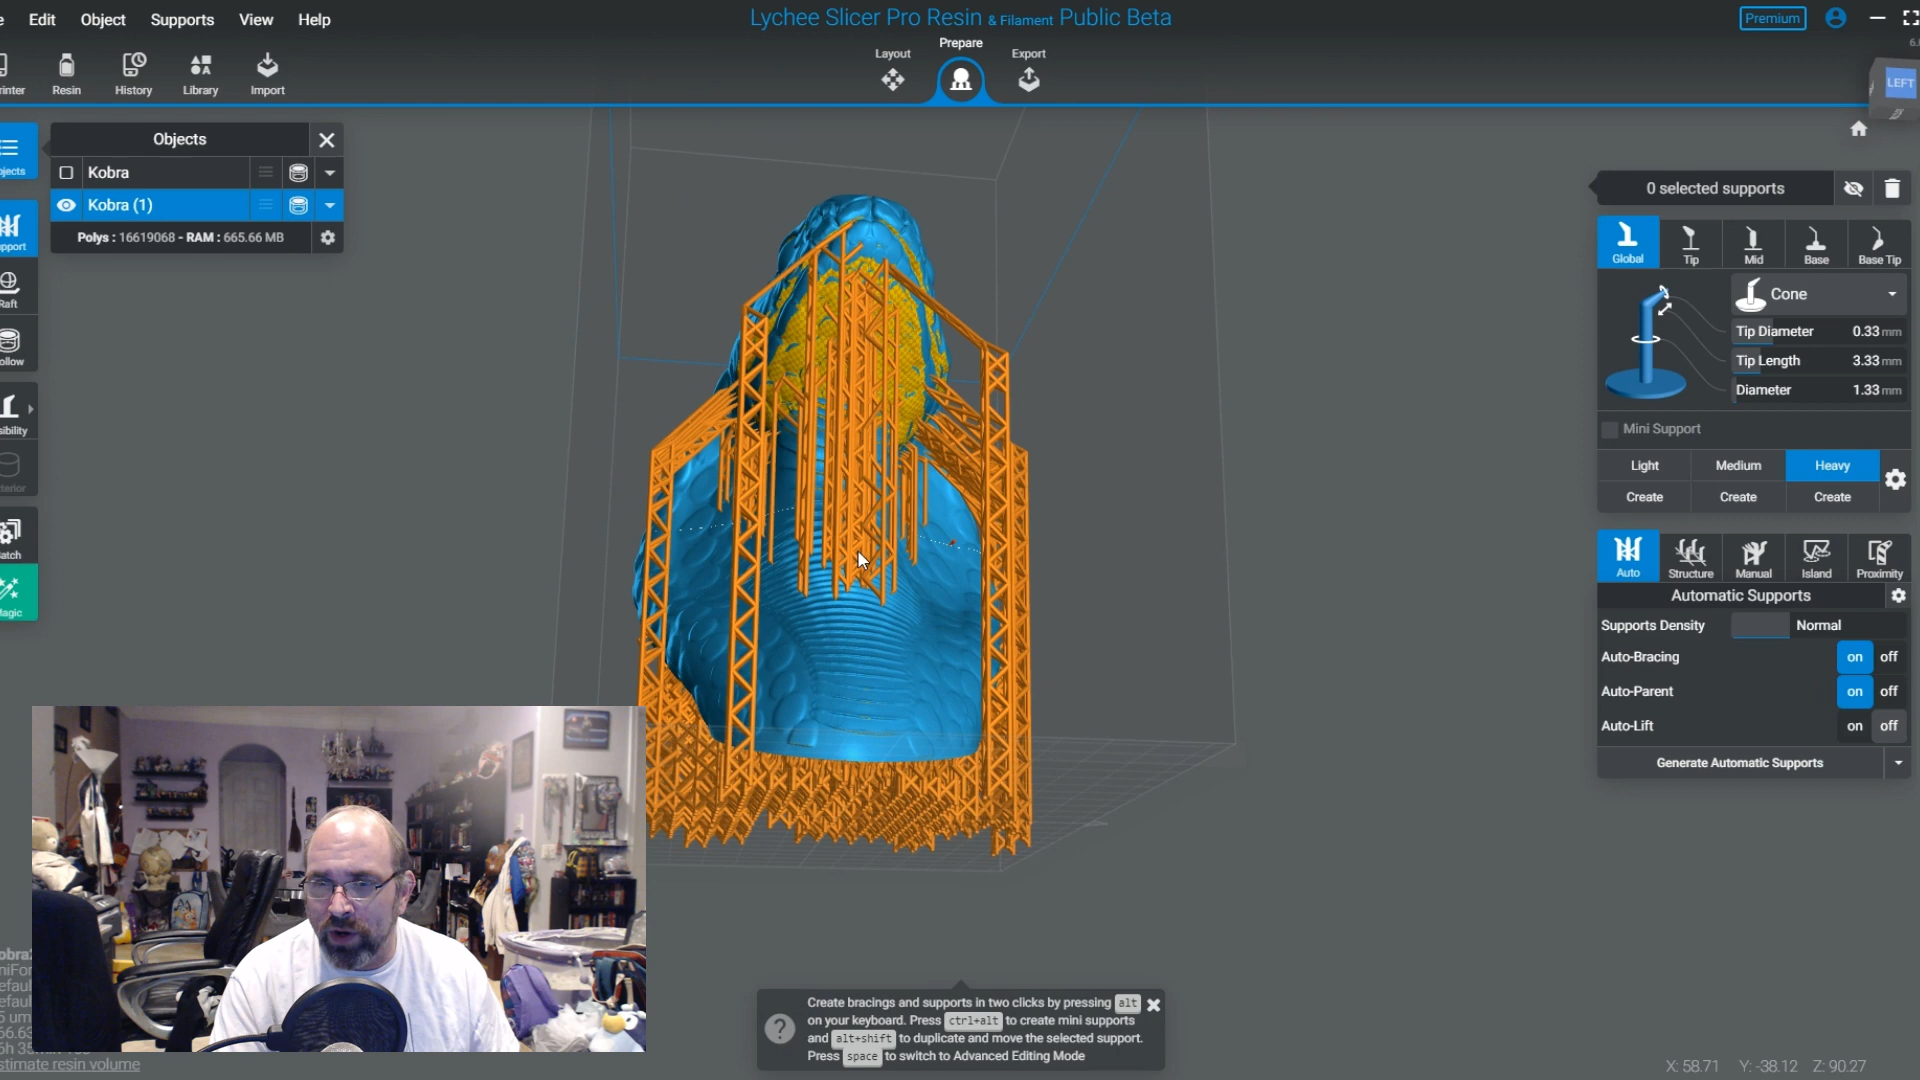 Edit Object Supports View Help
Lychee Slicer Pro Resin & Filament Public Beta
Premium
Resin History Library Import
Layout Prepare Export
LEFT
Objects
Kobra
Kobra (1)
Polys : 16619068 - RAM : 665.66 MB
0 selected supports
Global Tip Mid Base Base Tip
Cone
Tip Diameter 0.33 mm
Tip Length 3.33 mm
Diameter 1.33 mm
Mini Support
Light Medium Heavy
Create Create Create
Auto Structure Manual Island Proximity
Automatic Supports
Supports Density Normal
Auto-Bracing on off
Auto-Parent on off
Auto-Lift on off
Generate Automatic Supports
Create bracings and supports in two clicks by pressing alt
on your keyboard. Press ctrl+alt to create mini supports
and alt+shift to duplicate and move the selected support.
Press space to switch to Advanced Editing Mode
X: 58.71 Y: -38.12 Z: 90.27
resin volume